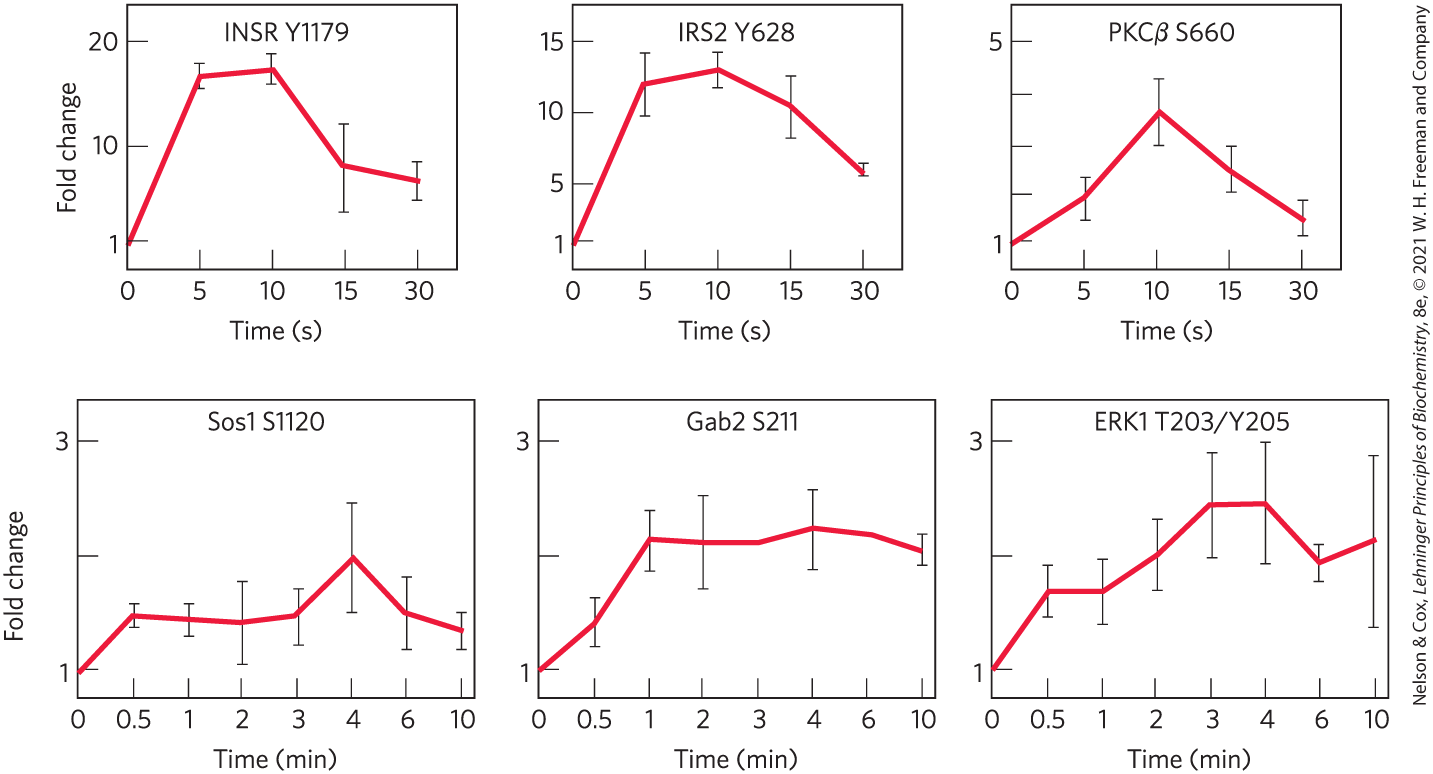 INSR Y1179
Fold change
20
10
1
0 5 10 15 30
Time (s)
IRS2 Y628
15
10
5
1
0 5 10 15 30
Time (s)
PKCβ S660
5
1
0 5 10 15 30
Time (s)
Sos1 S1120
Fold change
3
1
0 0.5 1 2 3 4 6 10
Time (min)
Gab2 S211
3
1
0 0.5 1 2 3 4 6 10
Time (min)
ERK1 T203/Y205
3
1
0 0.5 1 2 3 4 6 10
Time (min)
Nelson & Cox, Lehninger Principles of Biochemistry, 8e, © 2021 W. H. Freeman and Company